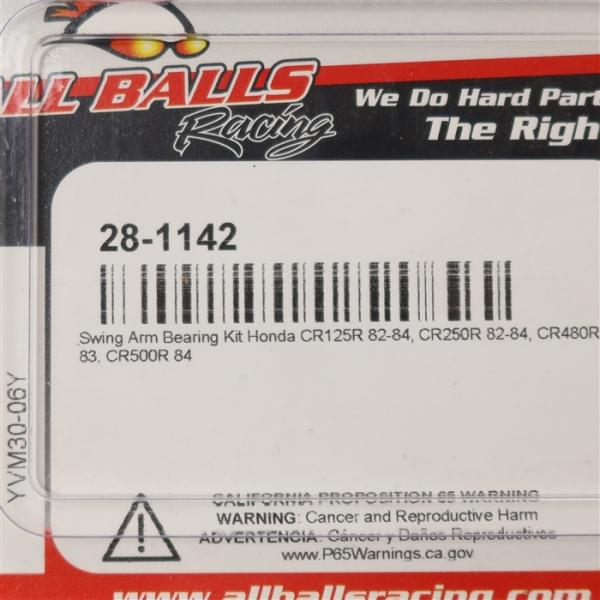 ALL BALLS
Racing
We Do Hard Part
The Righ
28-1142
Swing Arm Bearing Kit Honda CR125R 82-84, CR250R 82-84, CR480R
83, CR500R 84
YVM30-06Y
CALIFORNIA PROPOSITION 65 WARNING
WARNING: Cancer and Reproductive Harm
ADVERTENCIA: Cáncer y Daños Reproductivos
www.P65Warnings.ca.gov
www.allballsracing.com